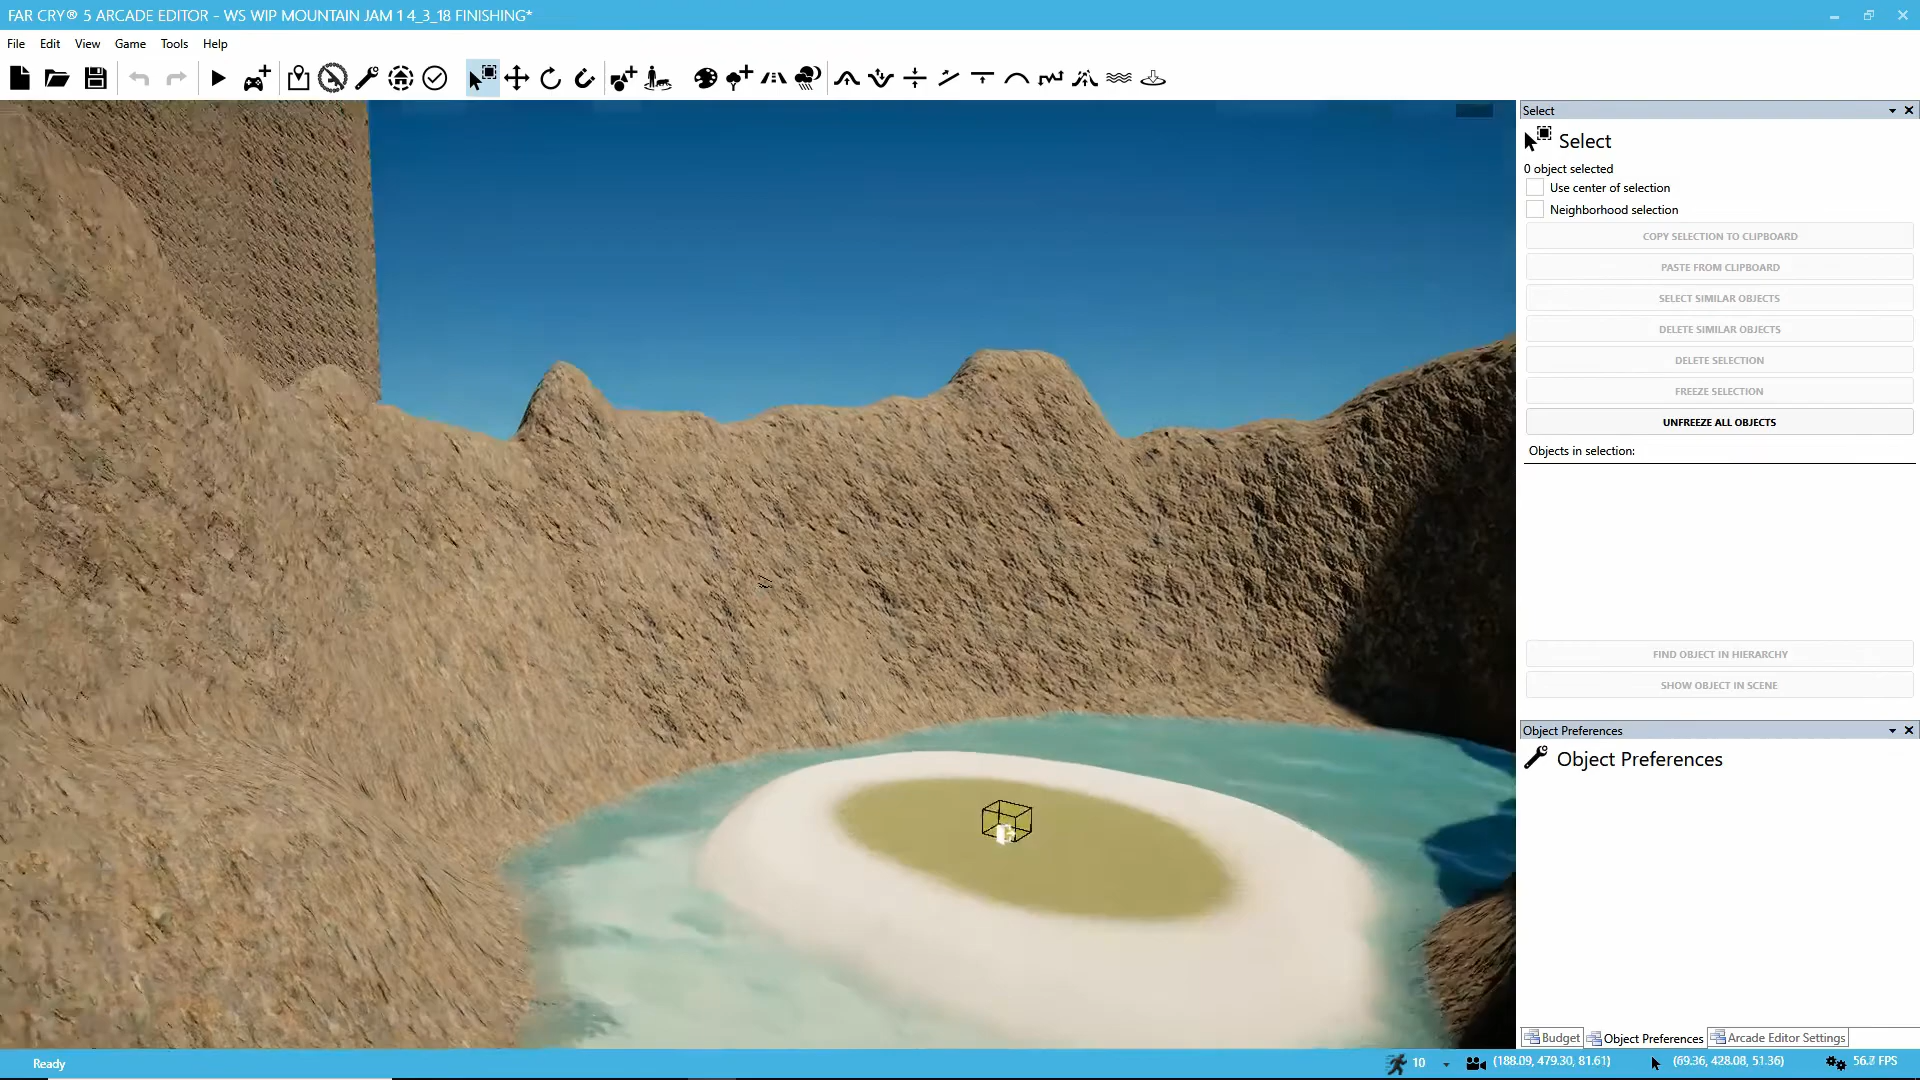 FAR CRY® 5 ARCADE EDITOR - WS WIP MOUNTAIN JAM 1 4_3_18 FINISHING*
File Edit View Game Tools Help
Select
Select
0 object selected
Use center of selection
Neighborhood selection
COPY SELECTION TO CLIPBOARD
PASTE FROM CLIPBOARD
SELECT SIMILAR OBJECTS
DELETE SIMILAR OBJECTS
DELETE SELECTION
FREEZE SELECTION
UNFREEZE ALL OBJECTS
Objects in selection:
FIND OBJECT IN HIERARCHY
SHOW OBJECT IN SCENE
Object Preferences
Object Preferences
Budget Object Preferences Arcade Editor Settings
Ready 10 (188.09, 479.30, 81.61) (69.36, 428.08, 51.36) FPS